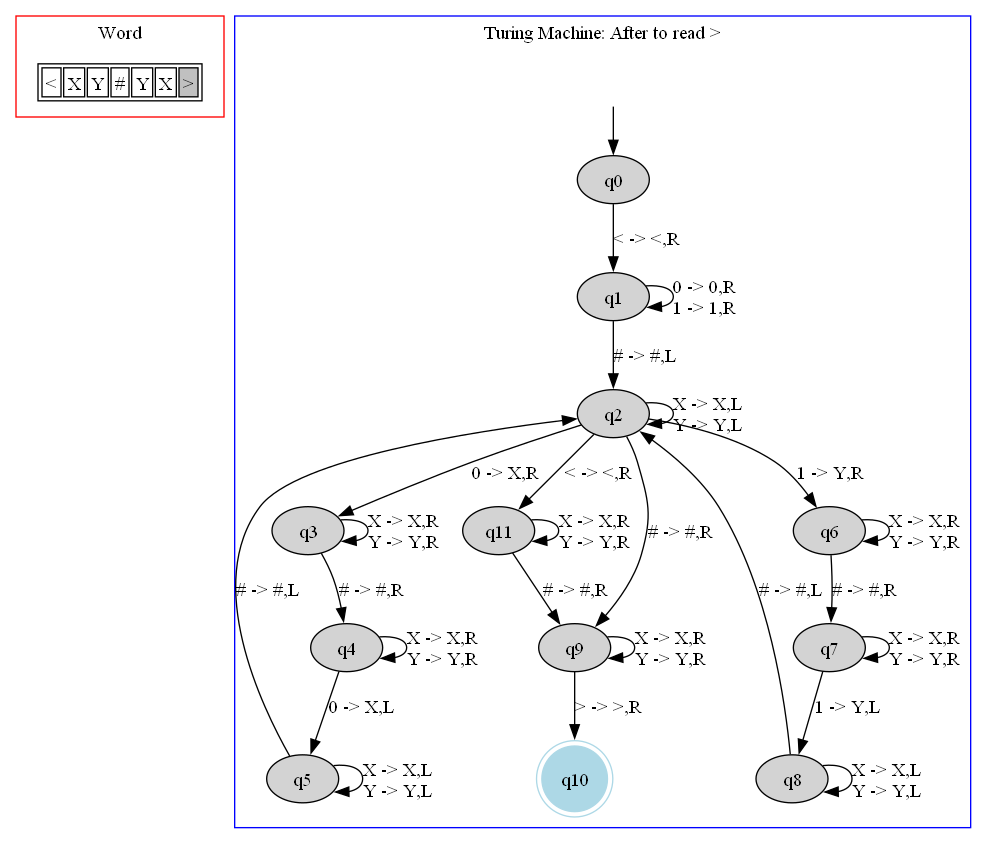 Word
< X Y # Y X >
Turing Machine: After to read >
q0
< -> <,R
q1
0 -> 0,R
1 -> 1,R
# -> #,L
q2
X -> X,L
Y -> Y,L
0 -> X,R
< -> <,R
# -> #,R
1 -> Y,R
q3
X -> X,R
Y -> Y,R
q11
X -> X,R
Y -> Y,R
q6
X -> X,R
Y -> Y,R
# -> #,L
# -> #,R
# -> #,R
# -> #,L
# -> #,R
q4
X -> X,R
Y -> Y,R
q9
X -> X,R
Y -> Y,R
q7
X -> X,R
Y -> Y,R
0 -> X,L
> -> >,R
1 -> Y,L
q5
X -> X,L
Y -> Y,L
q10
q8
X -> X,L
Y -> Y,L